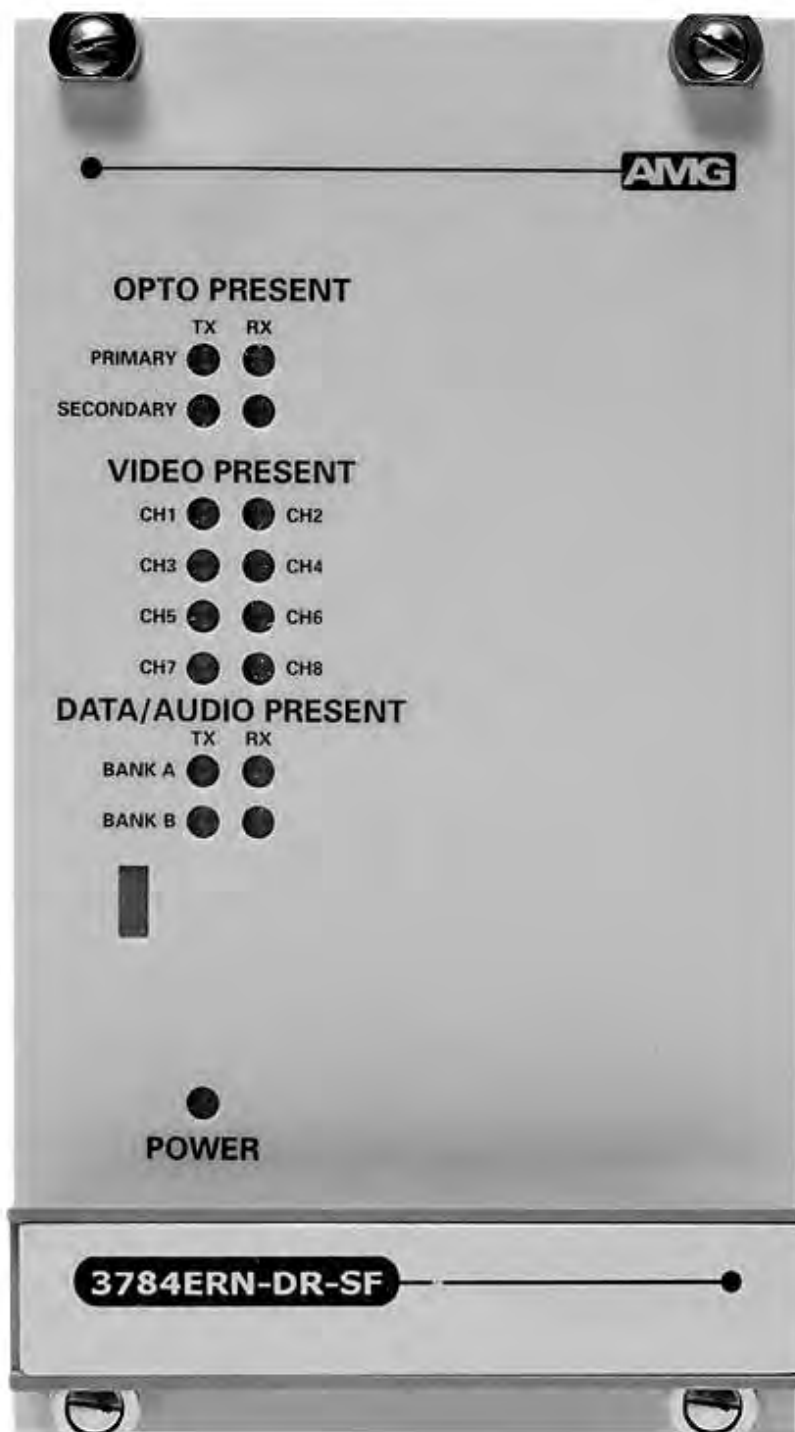 AMG
OPTO PRESENT
TX RX
PRIMARY
SECONDARY
VIDEO PRESENT
CH1 CH2
CH3 CH4
CH5 CH6
CH7 CH8
DATA/AUDIO PRESENT
TX RX
BANK A
BANK B
POWER
3784ERN-DR-SF